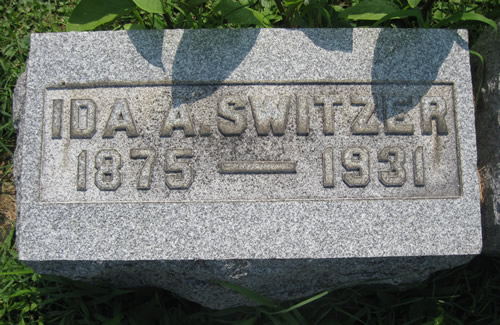 IDA A. SWITZER
1875 — 1931